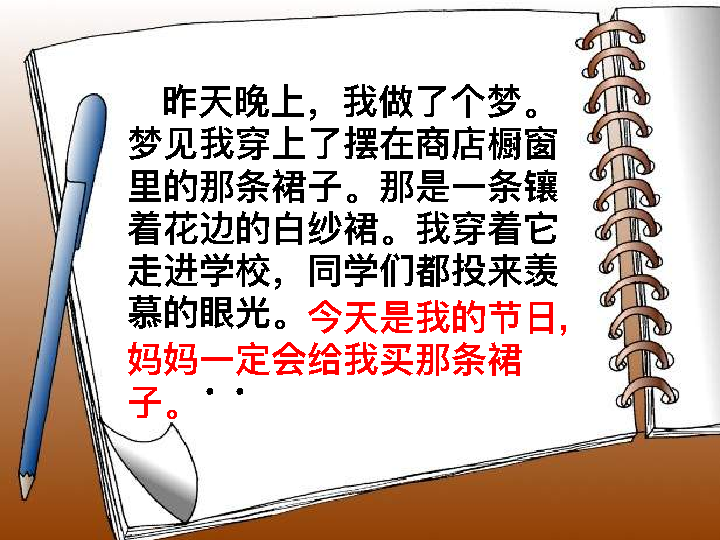 昨天晚上，我做了个梦。
梦见我穿上了摆在商店橱窗
里的那条裙子。那是一条镶
着花边的白纱裙。我穿着它
走进学校，同学们都投来羡
慕的眼光。今天是我的节日，
妈妈一定会给我买那条裙
子。